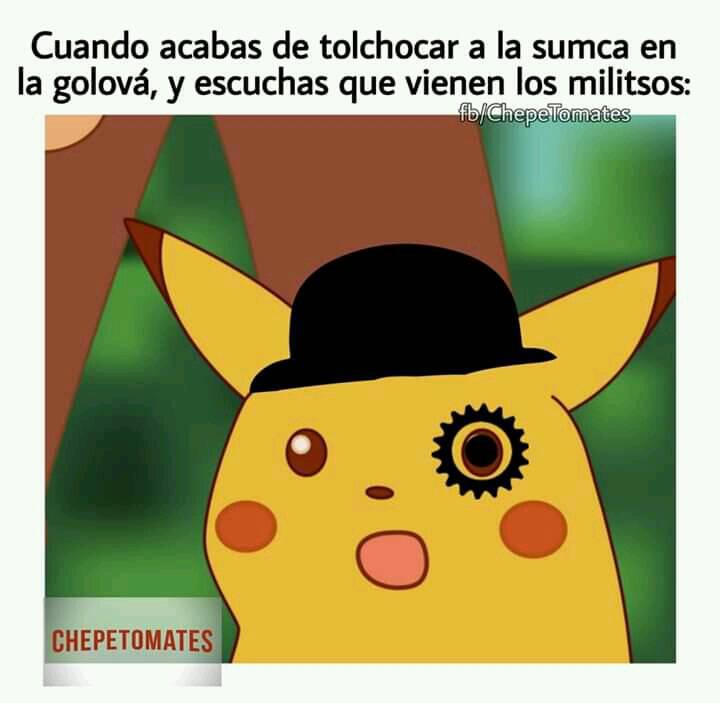 Cuando acabas de tolchocar a la sumca en
la golová, y escuchas que vienen los militsos:
fb/ChepeTomates
CHEPETOMATES